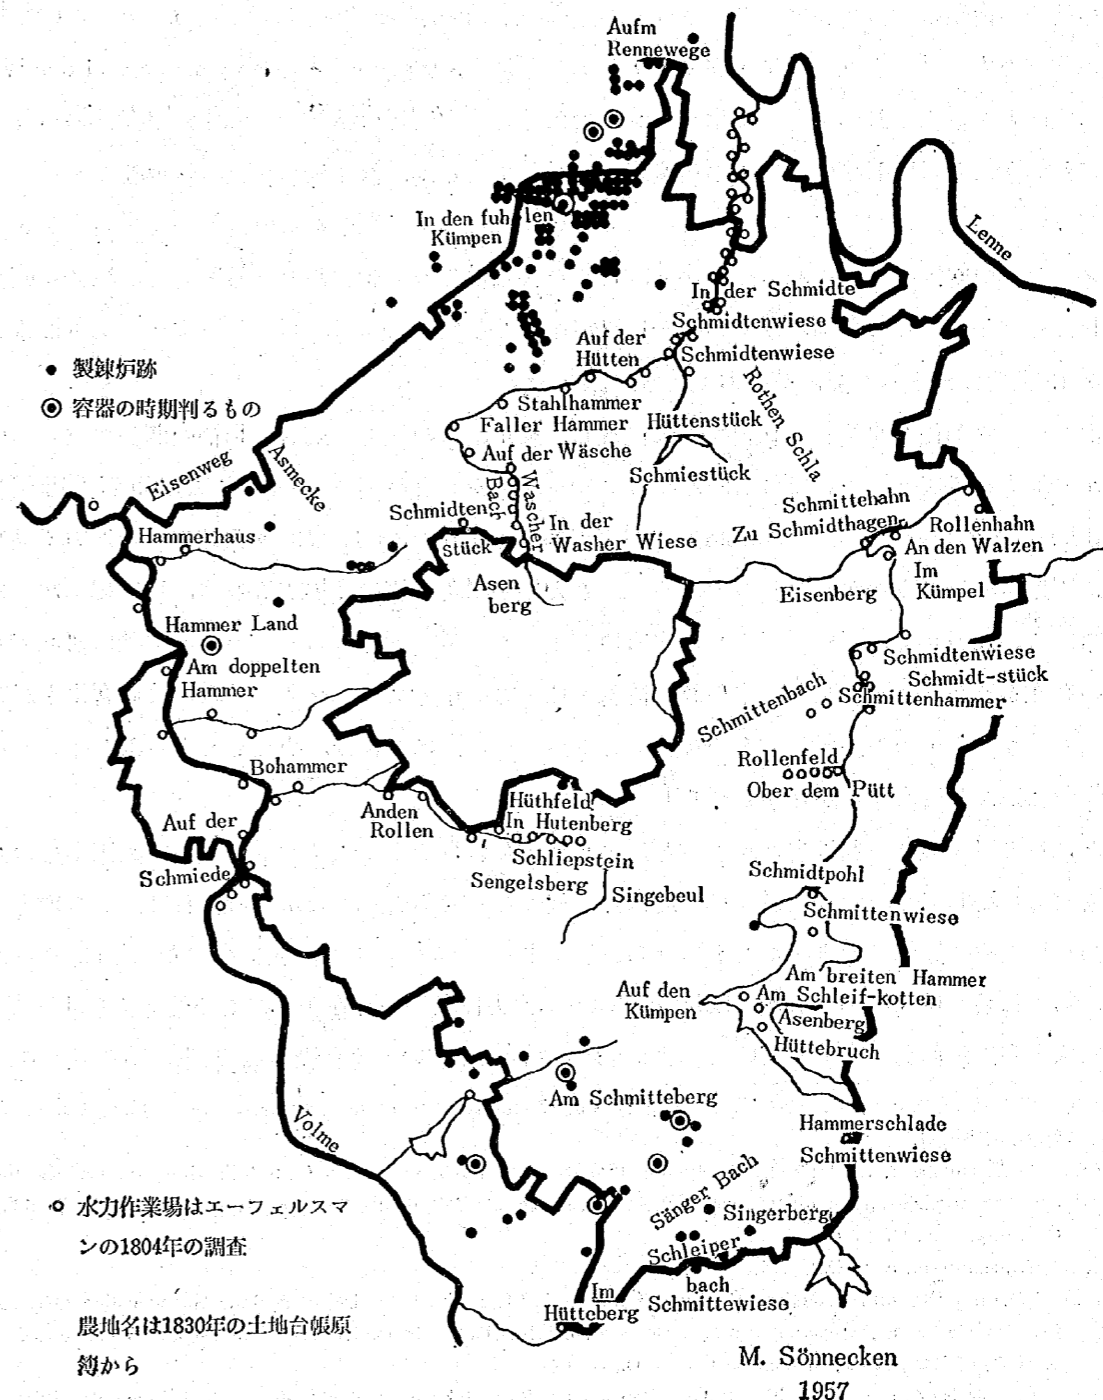 Aufm
Rennewege
In den fuhlen
Kümpen
Lenne
In der Schmidte
Schmidtenwiese
Auf der
Hütten
Schmidtenwiese
● 製錬炉跡
◉ 容器の時期判るもの
Rothen Schla
Stahlhammer
Faller Hammer
Hüttenstück
Auf der Wäsche
Schmiestück
Eisenweg
Asmecke
Wascher
Bach
Schmidten
Stück
In der
Washer Wiese
Schmittehahn
Zu Schmidthagen
Rollenhahn
An den Walzen
Hammerhaus
Asen
berg
Eisenberg
Im
Kümpel
Hammer Land
Am doppelten
Hammer
Schmidtenwiese
Schmidt-stück
Schmittenhammer
Schmittenbach
Bohammer
Rollenfeld
Ober dem Pütt
Anden
Rollen
Hüthfeld
In Hutenberg
Auf der
Schmiede
Schliepstein
Sengelsberg
Singebeul
Schmidtpohl
Schmittenwiese
Am breiten Hammer
Auf den
Kümpen
Am Schleif-kotten
Asenberg
Hüttebruch
Am Schmitteberg
Hammerschlade
Schmittenwiese
Volme
Sänger Bach
Singerberg
Schleiper
bach
Schmittewiese
Im
Hütteberg
○ 水力作業場はエーフェルスマ
ンの1804年の調査
農地名は1830年の土地台帳原
簿から
M. Sönnecken
1957